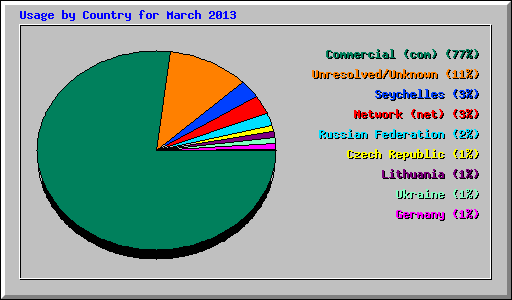 Usage by Country for March 2013
Commercial (com) (77%)
Unresolved/Unknown (11%)
Seychelles (3%)
Network (net) (3%)
Russian Federation (2%)
Czech Republic (1%)
Lithuania (1%)
Ukraine (1%)
Germany (1%)